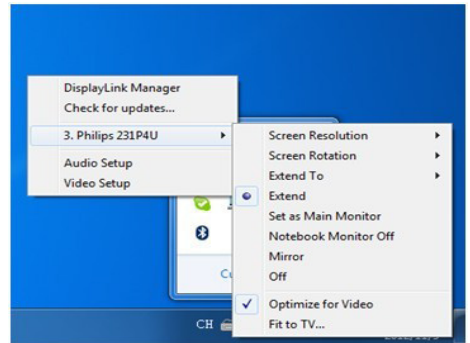 DisplayLink Manager
Check for updates...
3. Philips 231P4U
Audio Setup
Video Setup
Screen Resolution
Screen Rotation
Extend To
Extend
Set as Main Monitor
Notebook Monitor Off
Mirror
Off
Optimize for Video
Fit to TV...
CH